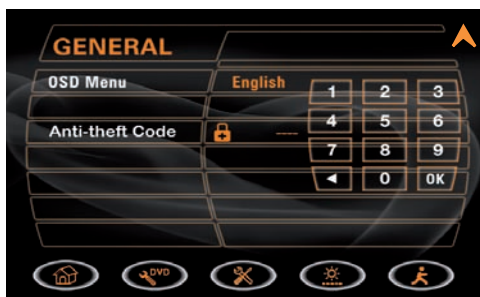 GENERAL
OSD Menu English
1 2 3
Anti-theft Code ----
4 5 6
7 8 9
◄ 0 OK
DVD